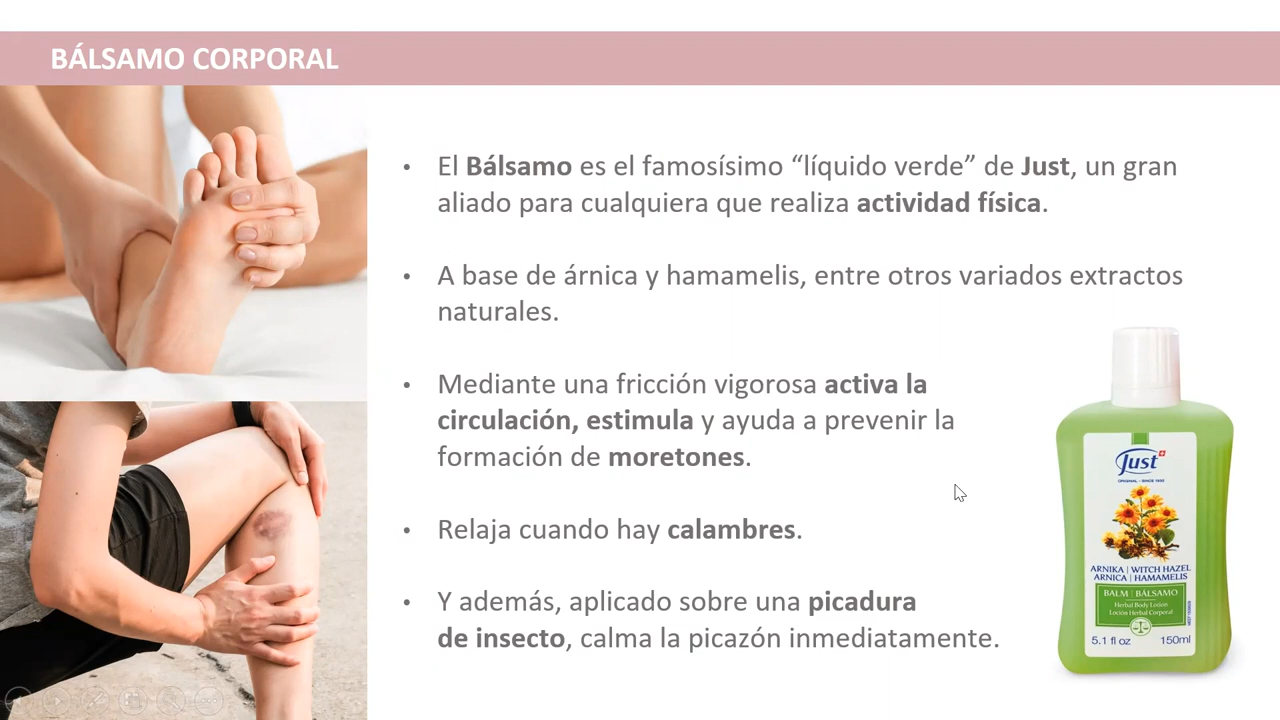 BÁLSAMO CORPORAL
• El Bálsamo es el famosísimo “líquido verde” de Just, un gran
aliado para cualquiera que realiza actividad física.
• A base de árnica y hamamelis, entre otros variados extractos
naturales.
• Mediante una fricción vigorosa activa la
circulación, estimula y ayuda a prevenir la
formación de moretones.
• Relaja cuando hay calambres.
• Y además, aplicado sobre una picadura
de insecto, calma la picazón inmediatamente.
Just
ORIGINAL - SINCE 1930
ARNIKA | WITCH HAZEL
ARNICA | HAMAMELIS
BALM | BÁLSAMO
Herbal Body Lotion
Loción Herbal Corporal
5.1 fl oz 150ml